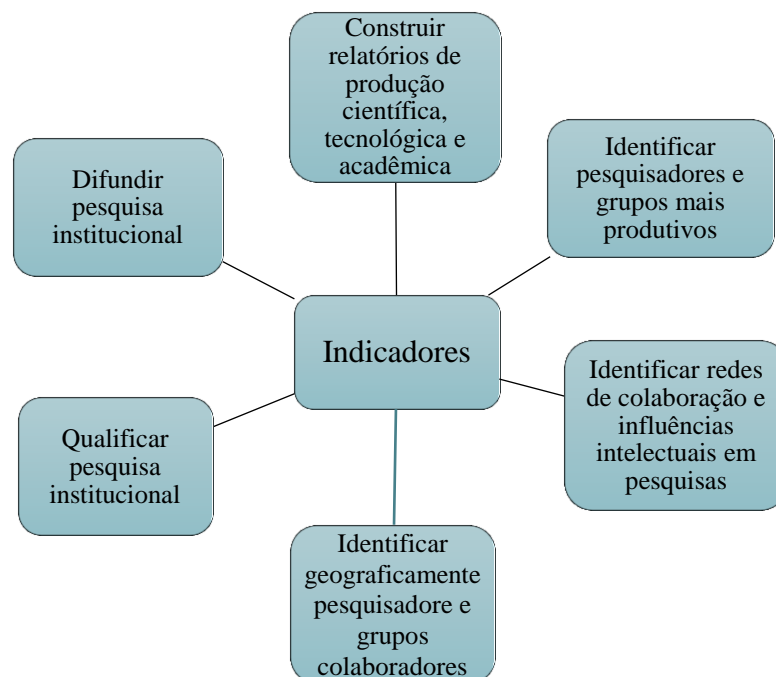 Construir
relatórios de
produção
científica,
tecnológica e
acadêmica
Identificar
pesquisadores e
grupos mais
produtivos
Difundir
pesquisa
institucional
Indicadores
Identificar redes
de colaboração e
influências
intelectuais em
pesquisas
Qualificar
pesquisa
institucional
Identificar
geograficamente
pesquisadore e
grupos
colaboradores